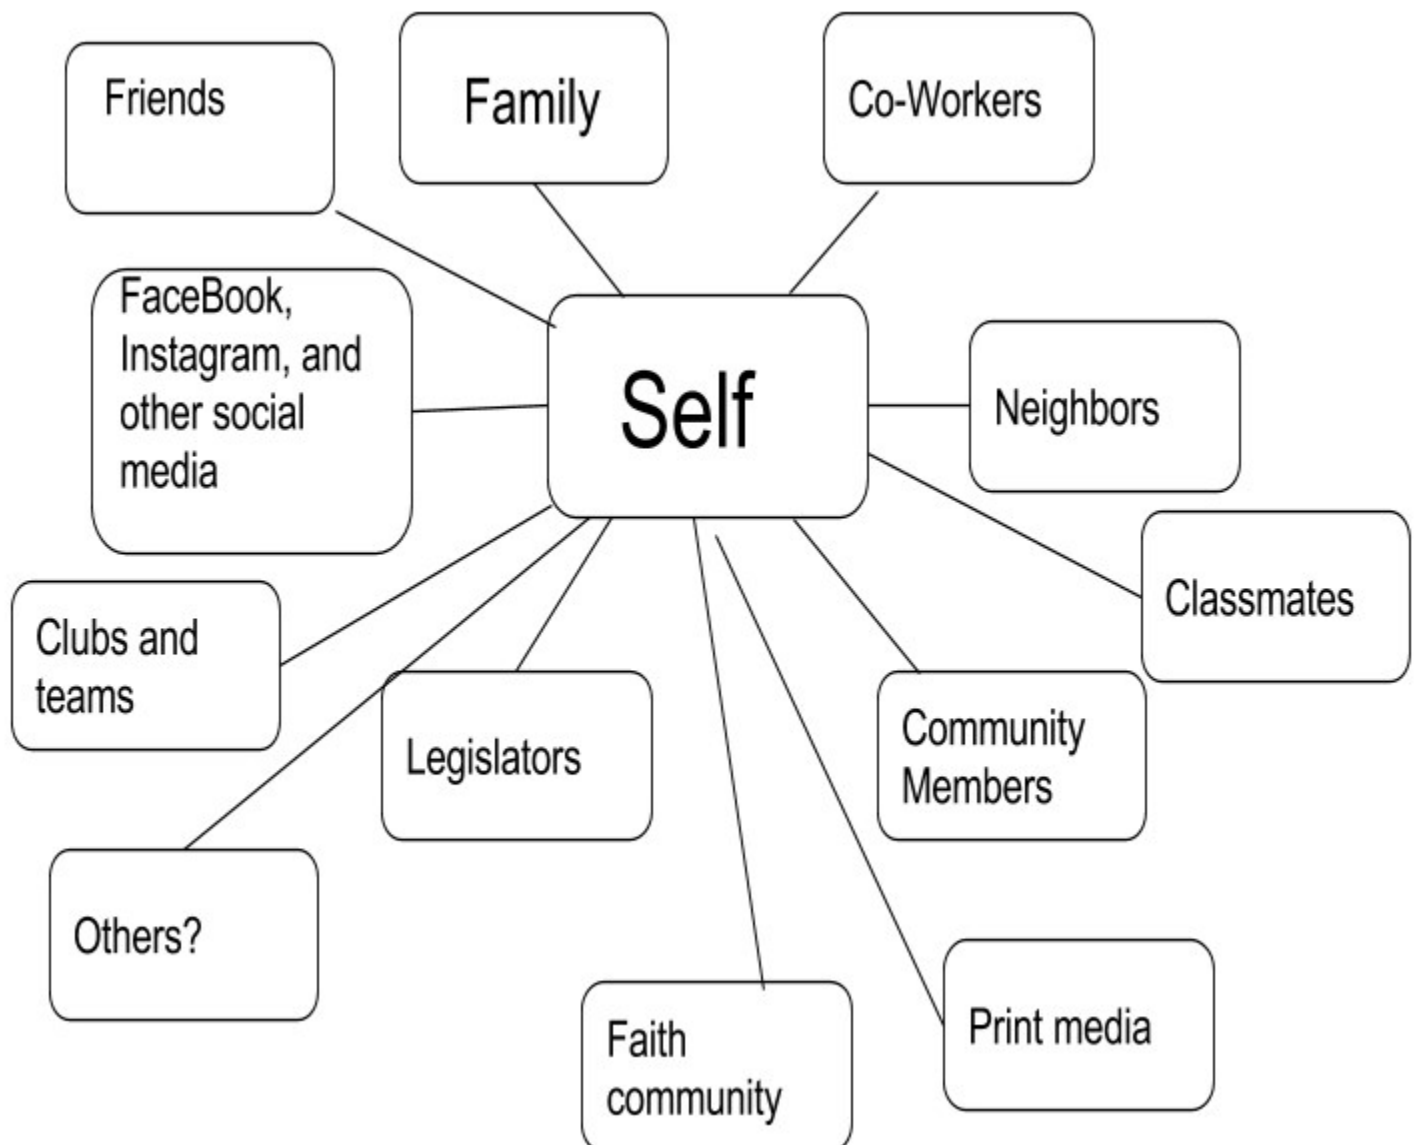 Friends
Family
Co-Workers
FaceBook,
Instagram, and
other social
media
Self
Neighbors
Classmates
Clubs and
teams
Legislators
Community
Members
Others?
Faith
community
Print media